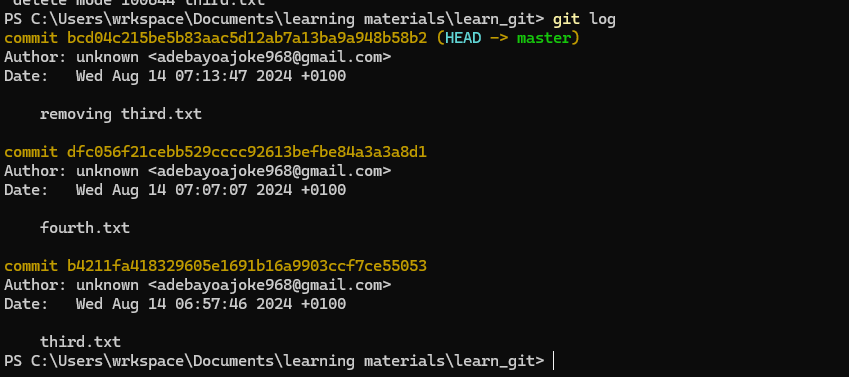 delete mode 100644 third.txt
PS C:\Users\wrkspace\Documents\learning materials\learn_git> git log
commit bcd04c215be5b83aac5d12ab7a13ba9a948b58b2 (HEAD -> master)
Author: unknown <adebayoajoke968@gmail.com>
Date:   Wed Aug 14 07:13:47 2024 +0100
removing third.txt
commit dfc056f21cebb529cccc92613befbe84a3a3a8d1
Author: unknown <adebayoajoke968@gmail.com>
Date:   Wed Aug 14 07:07:07 2024 +0100
fourth.txt
commit b4211fa418329605e1691b16a9903ccf7ce55053
Author: unknown <adebayoajoke968@gmail.com>
Date:   Wed Aug 14 06:57:46 2024 +0100
third.txt
PS C:\Users\wrkspace\Documents\learning materials\learn_git>